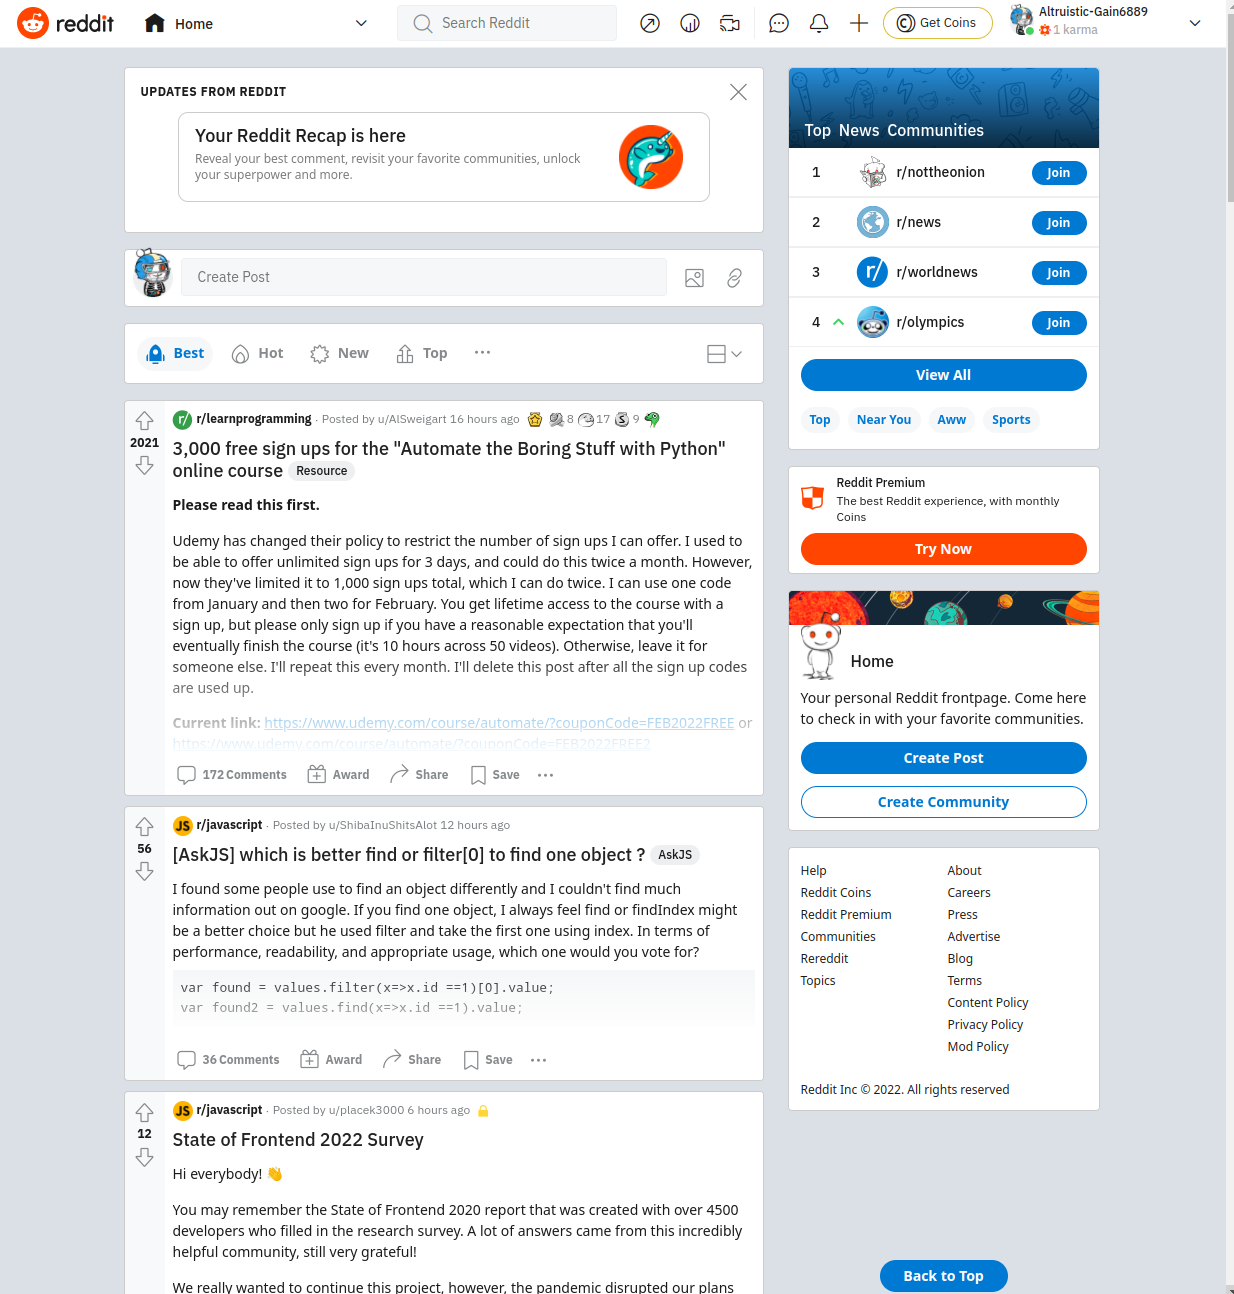 reddit
Home
Search Reddit
Get Coins
Altruistic-Gain6889
1 karma
UPDATES FROM REDDIT
Your Reddit Recap is here
Reveal your best comment, revisit your favorite communities, unlock
your superpower and more.
Create Post
Best
Hot
New
Top
r/learnprogramming · Posted by u/AlSweigart 16 hours ago 8 17 S 9
2021
3,000 free sign ups for the "Automate the Boring Stuff with Python"
online course Resource
Please read this first.
Udemy has changed their policy to restrict the number of sign ups I can offer. I used to
be able to offer unlimited sign ups for 3 days, and could do this twice a month. However,
now they've limited it to 1,000 sign ups total, which I can do twice. I can use one code
from January and then two for February. You get lifetime access to the course with a
sign up, but please only sign up if you have a reasonable expectation that you'll
eventually finish the course (it's 10 hours across 50 videos). Otherwise, leave it for
someone else. I'll repeat this every month. I'll delete this post after all the sign up codes
are used up.
Current link: https://www.udemy.com/course/automate/?couponCode=FEB2022FREE or
https://www.udemy.com/course/automate/?couponCode=FEB2022FREE2
172 Comments
Award
Share
Save
JS r/javascript · Posted by u/ShibaInuShitsAlot 12 hours ago
56
[AskJS] which is better find or filter[0] to find one object ? AskJS
I found some people use to find an object differently and I couldn't find much
information out on google. If you find one object, I always feel find or findIndex might
be a better choice but he used filter and take the first one using index. In terms of
performance, readability, and appropriate usage, which one would you vote for?
var found = values.filter(x=>x.id ==1)[0].value;
var found2 = values.find(x=>x.id ==1).value;
36 Comments
Award
Share
Save
JS r/javascript · Posted by u/placek3000 6 hours ago
12
State of Frontend 2022 Survey
Hi everybody! 👋
You may remember the State of Frontend 2020 report that was created with over 4500
developers who filled in the research survey. A lot of answers came from this incredibly
helpful community, still very grateful!
We really wanted to continue this project, however, the pandemic disrupted our plans
Top News Communities
1 r/nottheonion Join
2 r/news Join
3 r/ r/worldnews Join
4 r/olympics Join
View All
Top
Near You
Aww
Sports
Reddit Premium
The best Reddit experience, with monthly
Coins
Try Now
Home
Your personal Reddit frontpage. Come here
to check in with your favorite communities.
Create Post
Create Community
Help
Reddit Coins
Reddit Premium
Communities
Rereddit
Topics
About
Careers
Press
Advertise
Blog
Terms
Content Policy
Privacy Policy
Mod Policy
Reddit Inc © 2022. All rights reserved
Back to Top